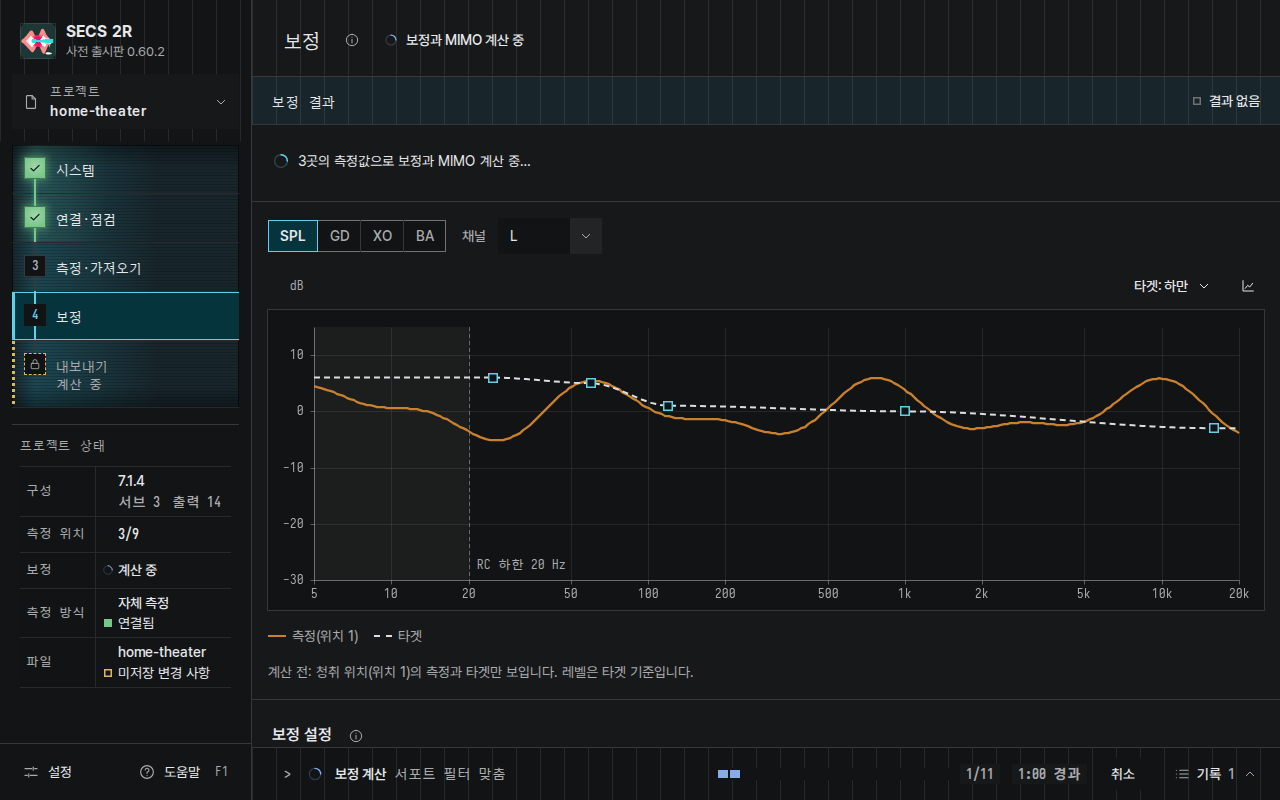 SECS 2R
사전 출시판 0.60.2
프로젝트
home-theater
시스템
연결·점검
3 측정·가져오기
4 보정
내보내기
계산 중
프로젝트 상태
구성 7.1.4
서브 3 출력 14
측정 위치 3/9
보정 계산 중
측정 방식 자체 측정
연결됨
파일 home-theater
미저장 변경 사항
설정 도움말 F1
보정 보정과 MIMO 계산 중
보정 결과 결과 없음
3곳의 측정값으로 보정과 MIMO 계산 중...
SPL GD XO BA 채널 L
dB 타겟: 하만
10
0
-10
-20
-30
RC 하한 20 Hz
5 10 20 50 100 200 500 1k 2k 5k 10k 20k
측정(위치 1) 타겟
계산 전: 청취 위치(위치 1)의 측정과 타겟만 보입니다. 레벨은 타겟 기준입니다.
보정 설정
> 보정 계산 서포트 필터 맞춤 1/11 1:00 경과 취소 기록 1